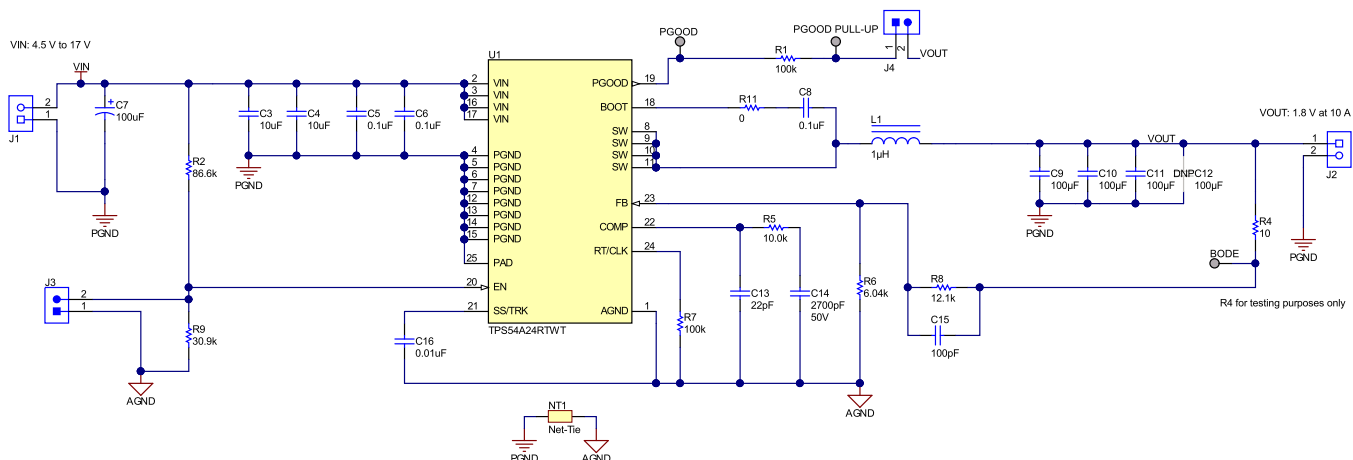 VIN: 4.5 V to 17 V
VIN
2
1
J1
C7
100uF
+
PGND
R2
86.6k
C3
10uF
C4
10uF
C5
0.1uF
C6
0.1uF
PGND
J3
2
1
R9
30.9k
AGND
C16
0.01uF
U1
2
VIN
3
VIN
16
VIN
17
VIN
4
PGND
5
PGND
6
PGND
7
PGND
12
PGND
13
PGND
14
PGND
15
PGND
25
PAD
20
EN
21
SS/TRK
PGOOD
19
BOOT
18
SW
8
SW
9
SW
10
SW
11
FB
23
COMP
22
RT/CLK
24
AGND
1
TPS54A24RTWT
PGOOD
R1
100k
PGOOD PULL-UP
J4
1
2
VOUT
R11
0
C8
0.1uF
L1
1μH
R5
10.0k
C13
22pF
C14
2700pF
50V
R7
100k
R6
6.04k
AGND
R8
12.1k
C15
100pF
C9
100μF
C10
100μF
C11
100μF
DNPC12
100μF
PGND
VOUT
VOUT: 1.8 V at 10 A
1
2
J2
PGND
R4
10
BODE
R4 for testing purposes only
NT1
Net-Tie
PGND
AGND